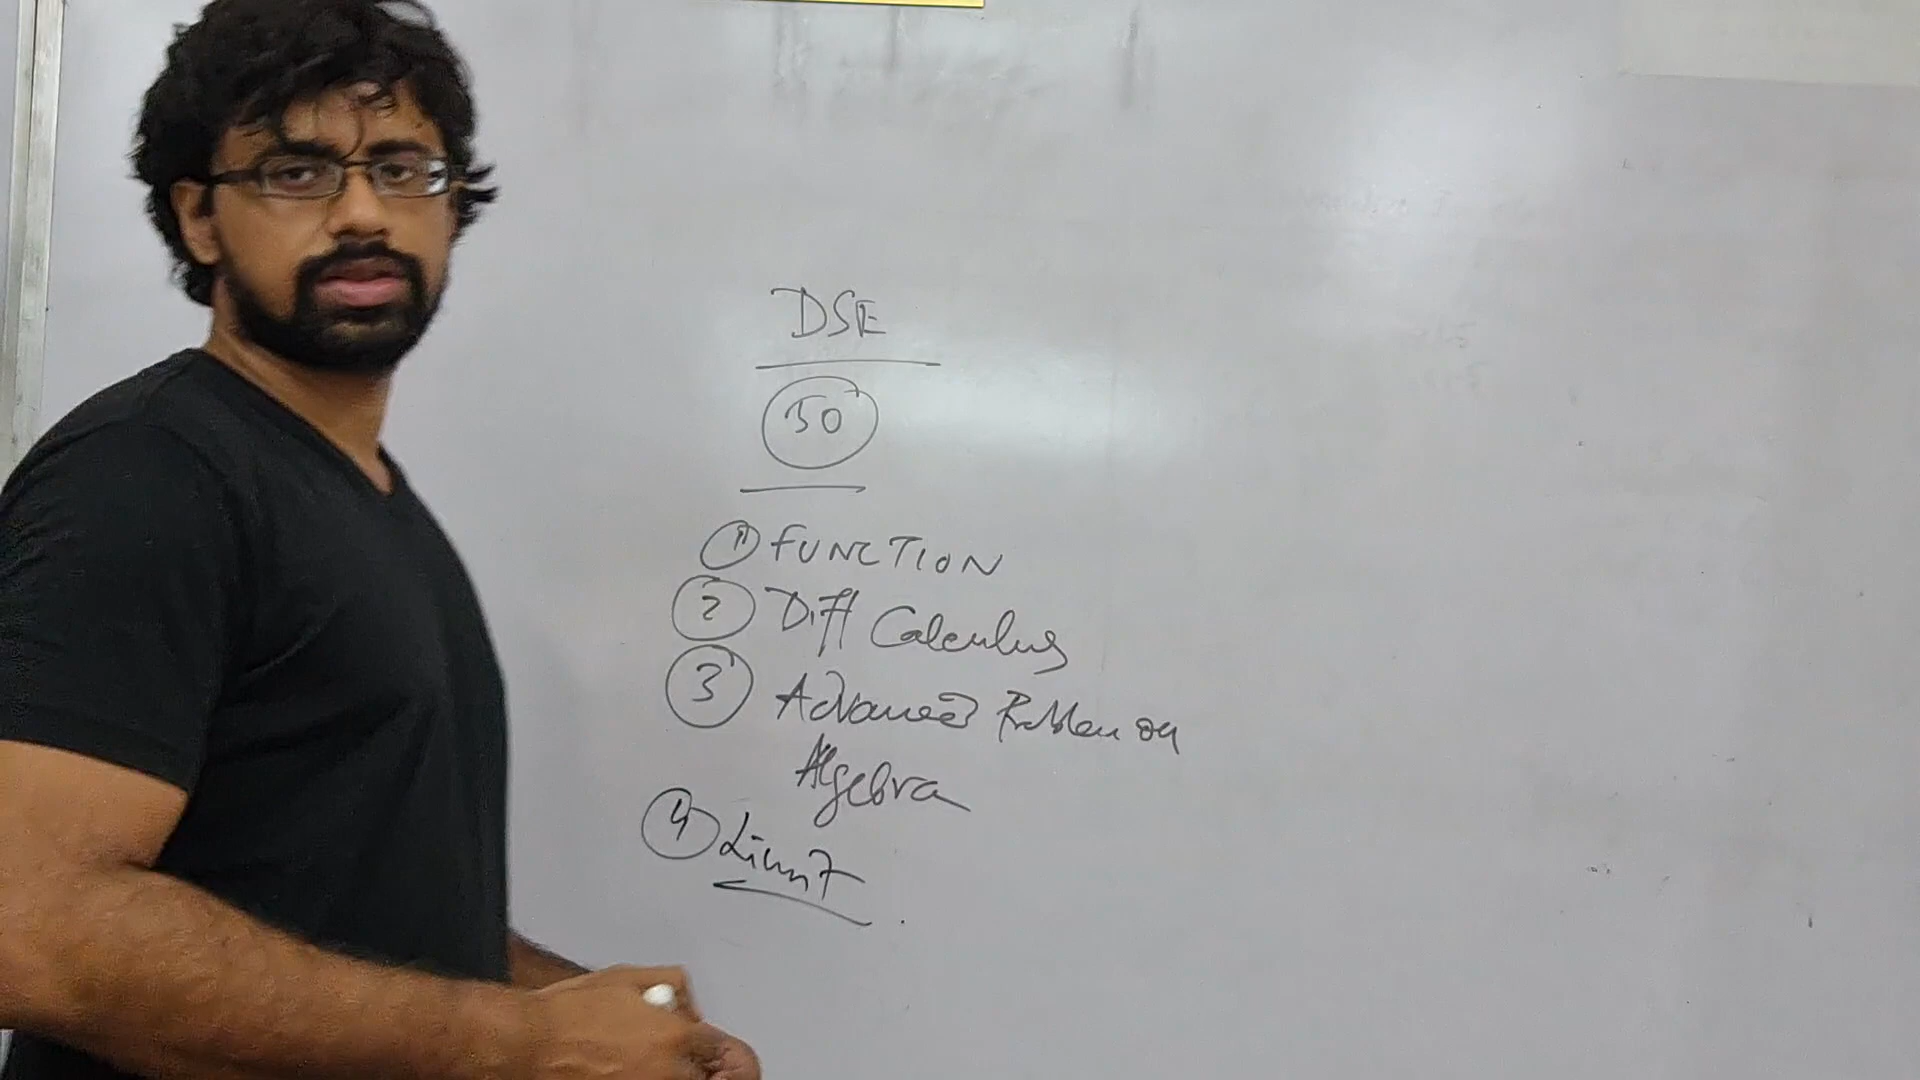 DSE
50
1 FUNCTION
2 Diff Calculus
3 Advanced Problem on
Algebra
4 Limit